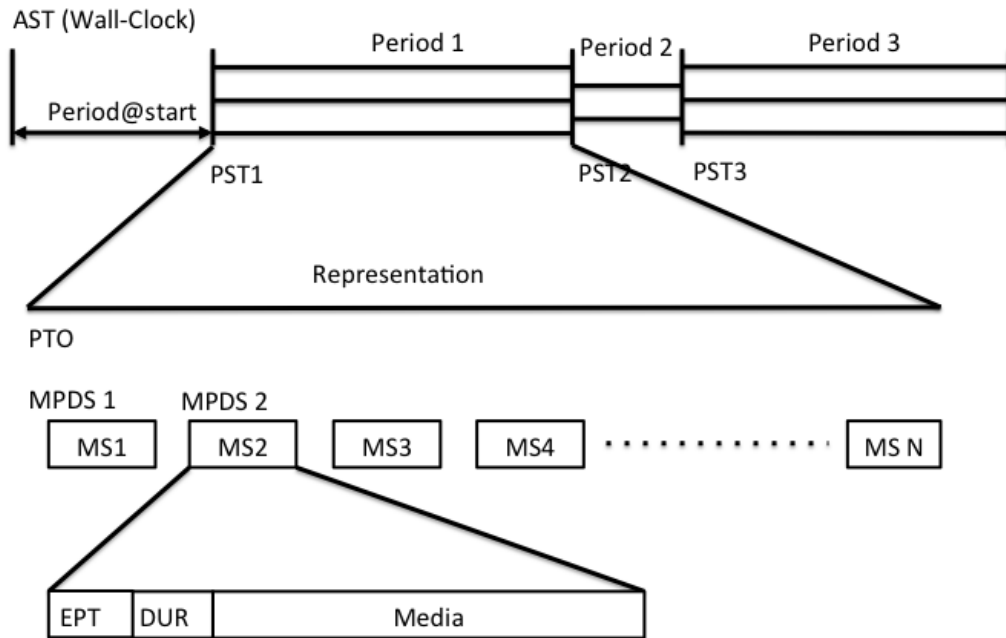 AST (Wall-Clock)
Period 1
Period 2
Period 3
Period@start
PST1
PST2
PST3
Representation
PTO
MPDS 1
MPDS 2
MS1
MS2
MS3
MS4
MS N
EPT
DUR
Media